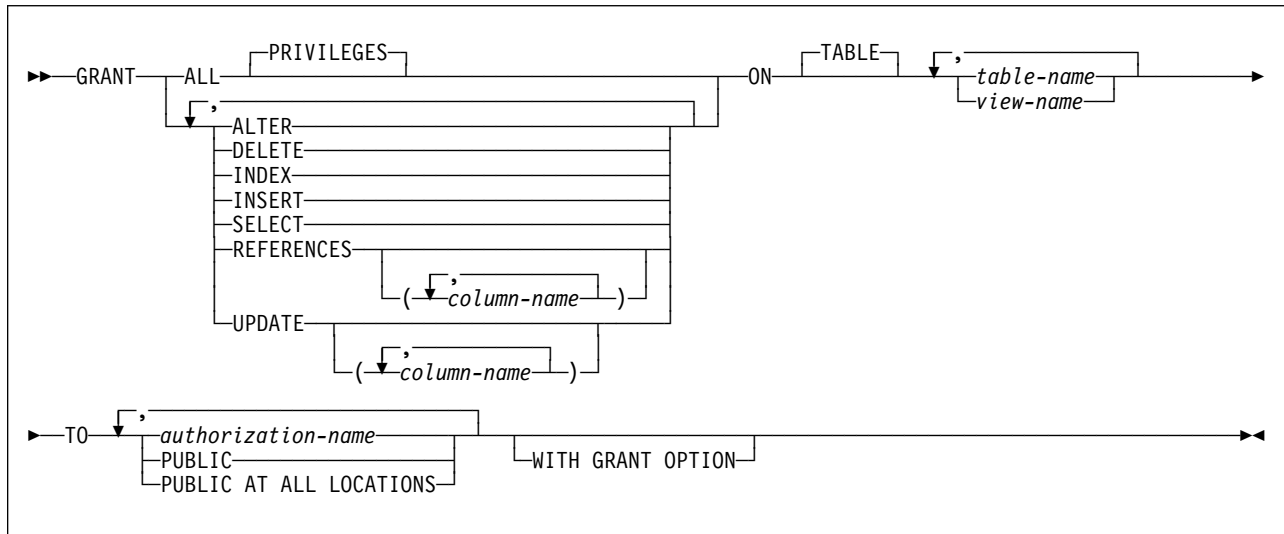 PRIVILEGES
TABLE
,
GRANT ALL ON table-name
view-name
,
ALTER
DELETE
INDEX
INSERT
SELECT
REFERENCES
,
( column-name )
UPDATE
,
( column-name )
,
TO authorization-name
PUBLIC
PUBLIC AT ALL LOCATIONS
WITH GRANT OPTION